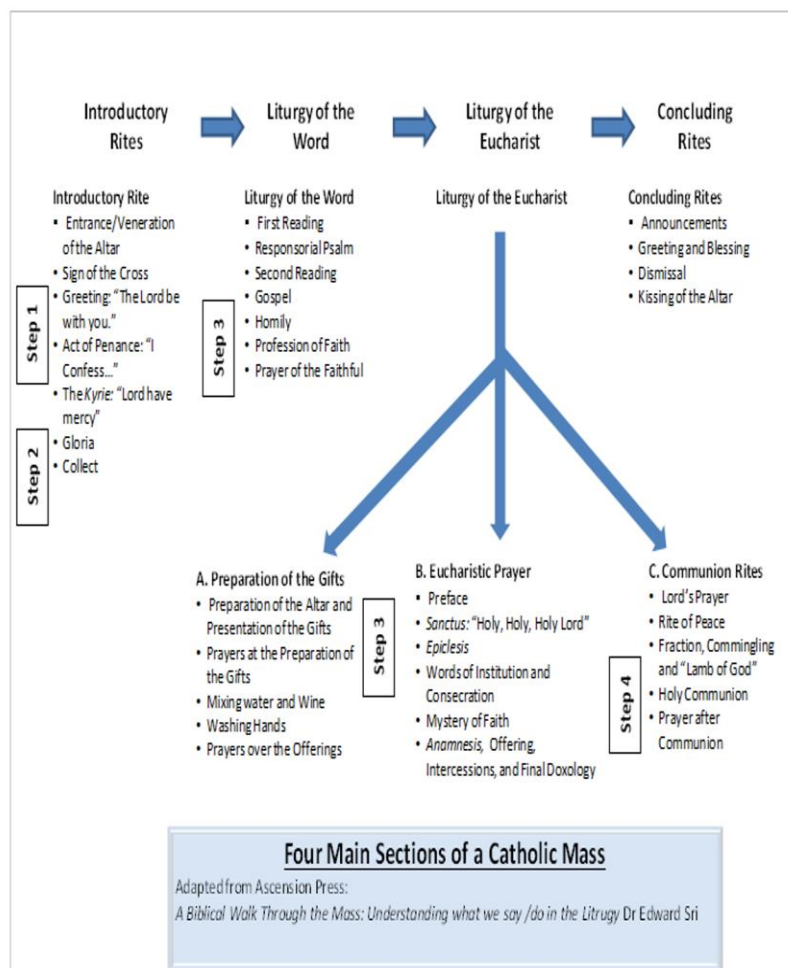 Introductory
Rites
Liturgy of the
Word
Liturgy of the
Eucharist
Concluding
Rites
Introductory Rite
▪ Entrance/Veneration
of the Altar
• Sign of the Cross
• Greeting: “The Lord be
with you.”
• Act of Penance: “I
Confess...”
• The Kyrie: “Lord have
mercy”
• Gloria
• Collect
Step 1
Step 2
Liturgy of the Word
▪ First Reading
• Responsorial Psalm
• Second Reading
• Gospel
• Homily
• Profession of Faith
• Prayer of the Faithful
Step 3
Liturgy of the Eucharist
Concluding Rites
▪ Announcements
• Greeting and Blessing
• Dismissal
• Kissing of the Altar
A. Preparation of the Gifts
• Preparation of the Altar and
Presentation of the Gifts
• Prayers at the Preparation of
the Gifts
• Mixing water and Wine
• Washing Hands
• Prayers over the Offerings
Step 3
B. Eucharistic Prayer
▪ Preface
• Sanctus: “Holy, Holy, Holy Lord”
• Epiclesis
• Words of Institution and
Consecration
• Mystery of Faith
• Anamnesis, Offering,
Intercessions, and Final Doxology
Step 4
C. Communion Rites
▪ Lord’s Prayer
• Rite of Peace
• Fraction, Commingling
and “Lamb of God”
• Holy Communion
• Prayer after
Communion
Four Main Sections of a Catholic Mass
Adapted from Ascension Press:
A Biblical Walk Through the Mass: Understanding what we say /do in the Litrugy Dr Edward Sri